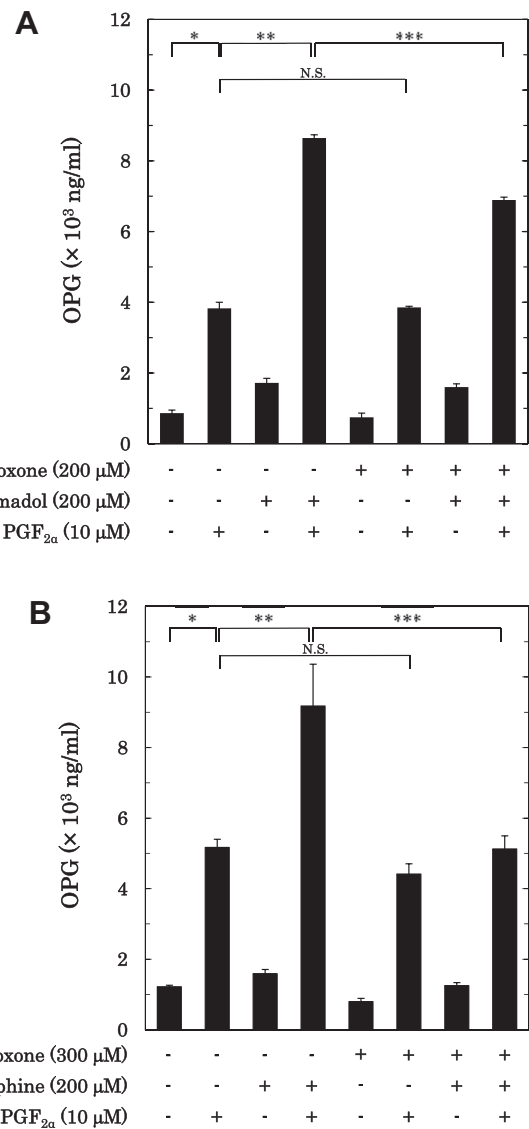 A
12
* ** ***
N.S.
10
8
6
4
2
0
OPG (× 10³ ng/ml)
oxone (200 μM) - - - - + + + +
madol (200 μM) - - + + - - + +
PGF₂α (10 μM) - + - + - + - +
B
12
* ** ***
N.S.
10
8
6
4
2
0
OPG (× 10³ ng/ml)
oxone (300 μM) - - - - + + + +
phine (200 μM) - - + + - - + +
PGF₂α (10 μM) - + - + - + - +